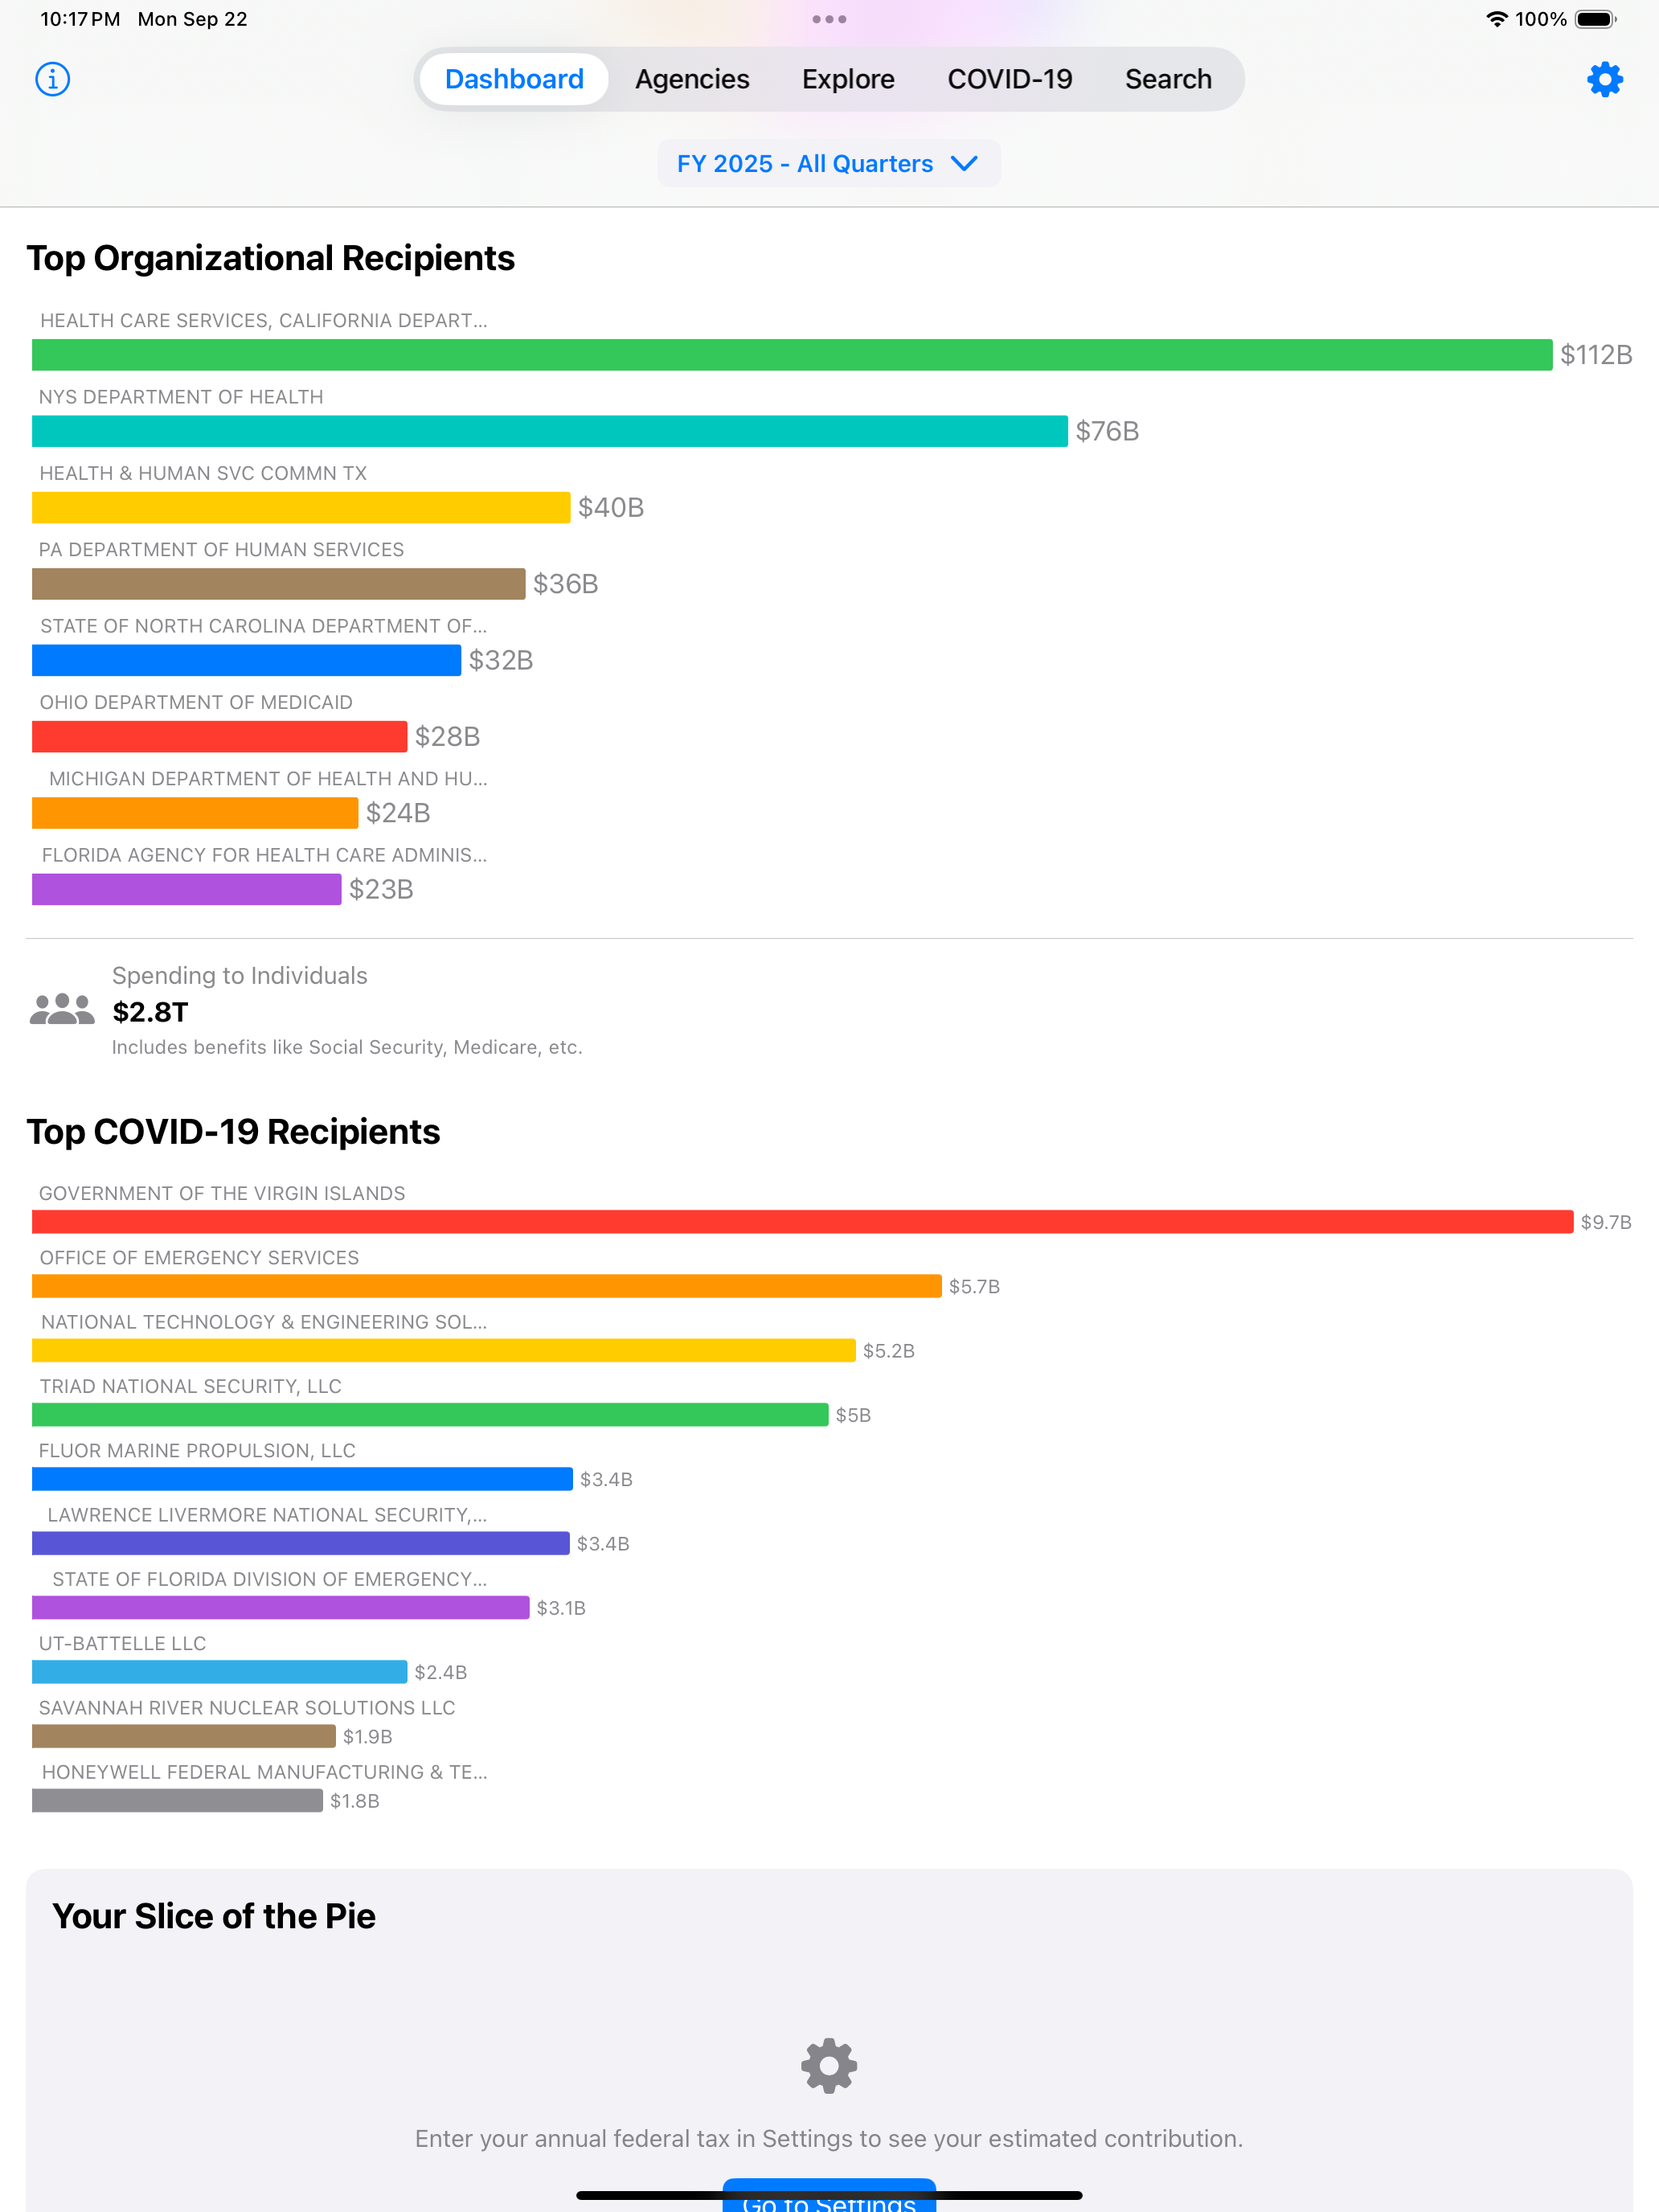 10:17 PM Mon Sep 22
100%
Dashboard Agencies Explore COVID-19 Search
FY 2025 - All Quarters
Top Organizational Recipients
HEALTH CARE SERVICES, CALIFORNIA DEPART...
$112B
NYS DEPARTMENT OF HEALTH
$76B
HEALTH & HUMAN SVC COMMN TX
$40B
PA DEPARTMENT OF HUMAN SERVICES
$36B
STATE OF NORTH CAROLINA DEPARTMENT OF...
$32B
OHIO DEPARTMENT OF MEDICAID
$28B
MICHIGAN DEPARTMENT OF HEALTH AND HU...
$24B
FLORIDA AGENCY FOR HEALTH CARE ADMINIS...
$23B
Spending to Individuals
$2.8T
Includes benefits like Social Security, Medicare, etc.
Top COVID-19 Recipients
GOVERNMENT OF THE VIRGIN ISLANDS
$9.7B
OFFICE OF EMERGENCY SERVICES
$5.7B
NATIONAL TECHNOLOGY & ENGINEERING SOL...
$5.2B
TRIAD NATIONAL SECURITY, LLC
$5B
FLUOR MARINE PROPULSION, LLC
$3.4B
LAWRENCE LIVERMORE NATIONAL SECURITY,...
$3.4B
STATE OF FLORIDA DIVISION OF EMERGENCY...
$3.1B
UT-BATTELLE LLC
$2.4B
SAVANNAH RIVER NUCLEAR SOLUTIONS LLC
$1.9B
HONEYWELL FEDERAL MANUFACTURING & TE...
$1.8B
Your Slice of the Pie
Enter your annual federal tax in Settings to see your estimated contribution.
Go to Settings